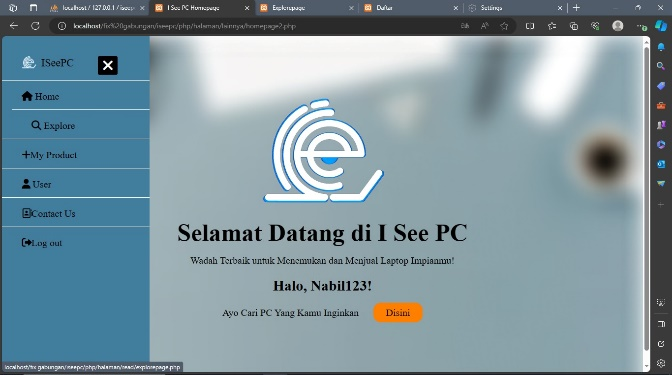 localhost / 127.0.0.1 / iseep
I See PC Homepage
Explorepage
Daftar
Settings
localhost/fix%20gabungan/iseepc/php/halaman/lainnya/homepage2.php
ISeePC
Home
Explore
My Product
User
Contact Us
Log out
Selamat Datang di I See PC
Wadah Terbaik untuk Menemukan dan Menjual Laptop Impianmu!
Halo, Nabil123!
Ayo Cari PC Yang Kamu Inginkan
Disini
localhost/fix gabungan/iseepc/php/halaman/read/explorepage.php